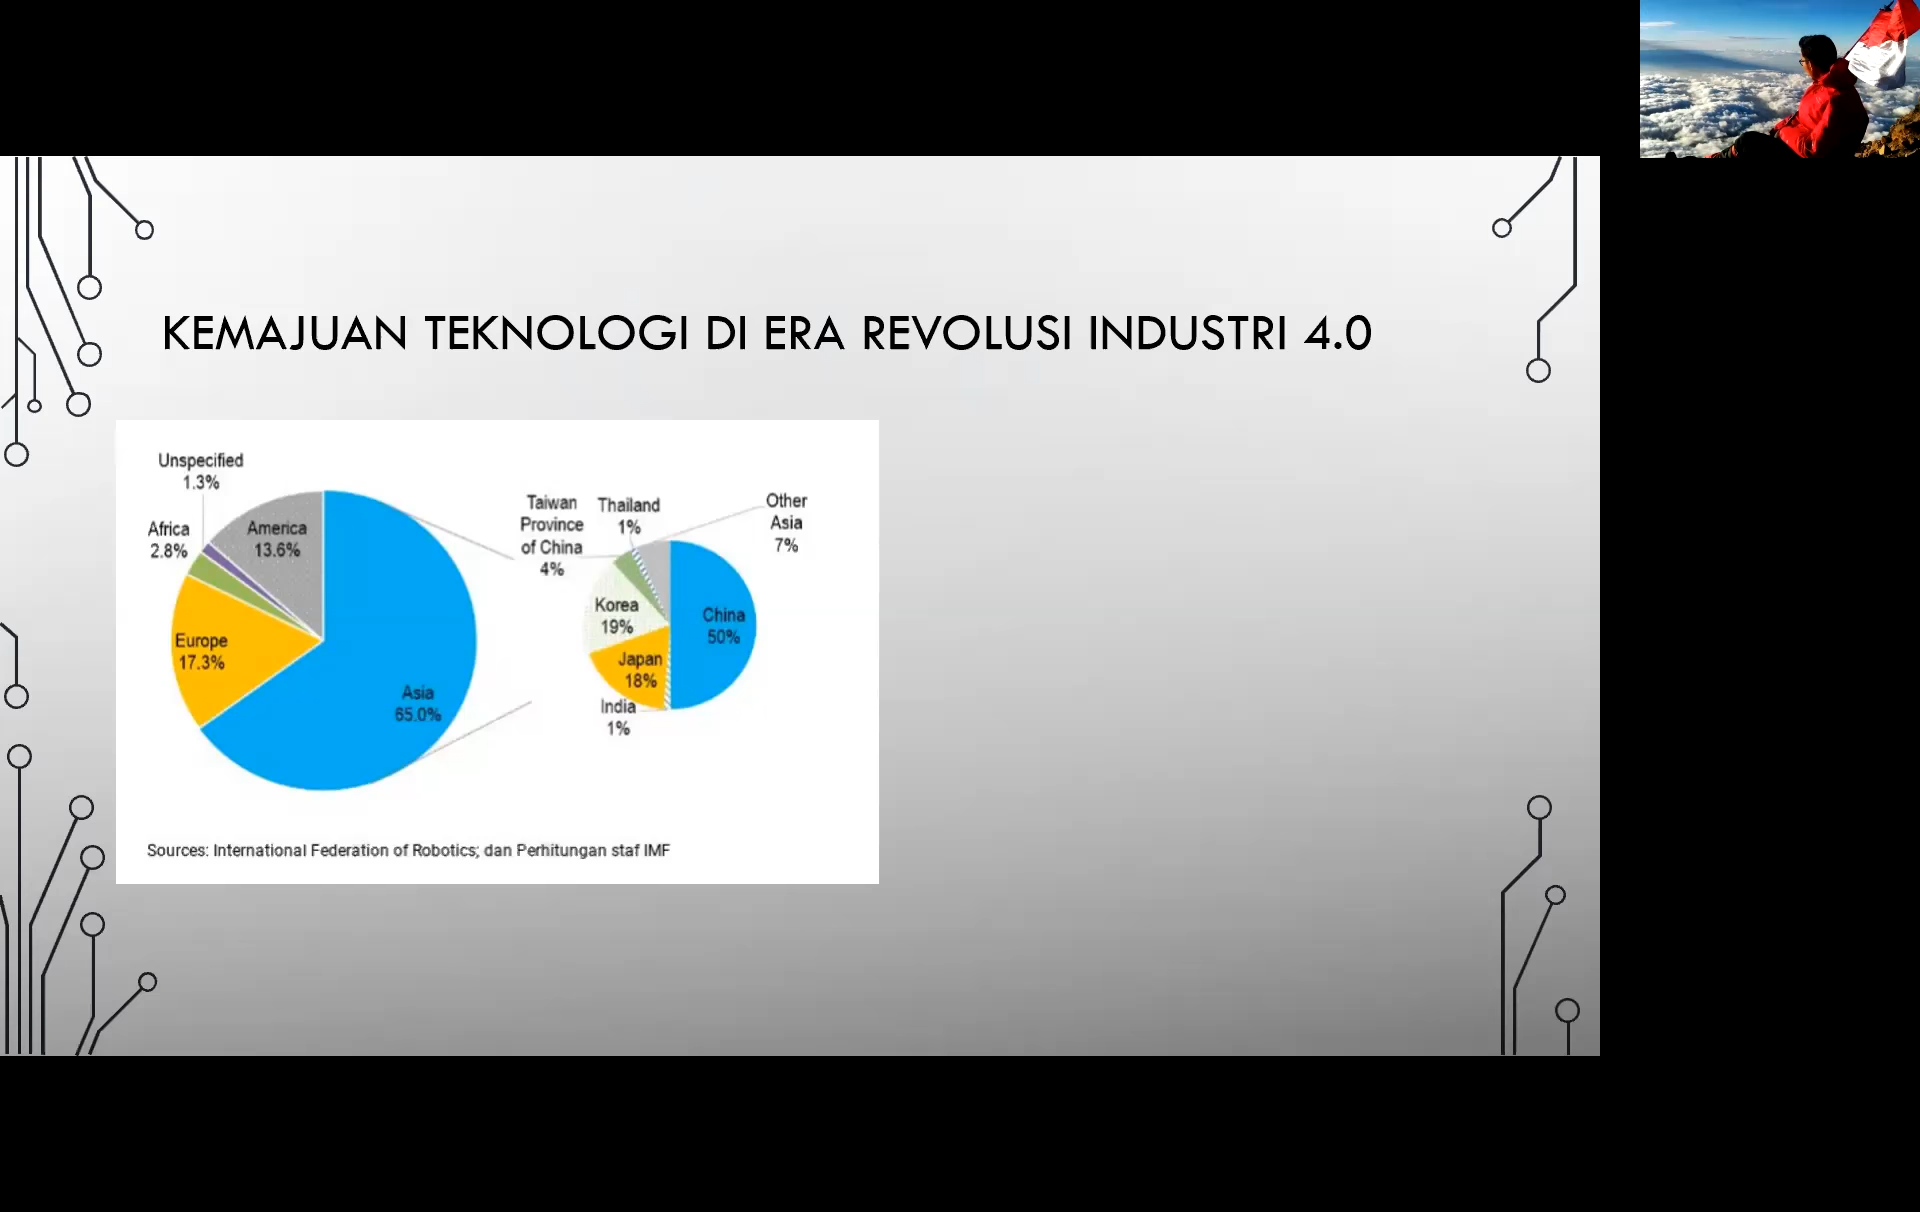 KEMAJUAN TEKNOLOGI DI ERA REVOLUSI INDUSTRI 4.0
Unspecified
1.3%
Africa
2.8%
America
13.6%
Europe
17.3%
Asia
65.0%
Taiwan
Province
of China
4%
Thailand
1%
Other
Asia
7%
Korea
19%
China
50%
Japan
18%
India
1%
Sources: International Federation of Robotics; dan Perhitungan staf IMF